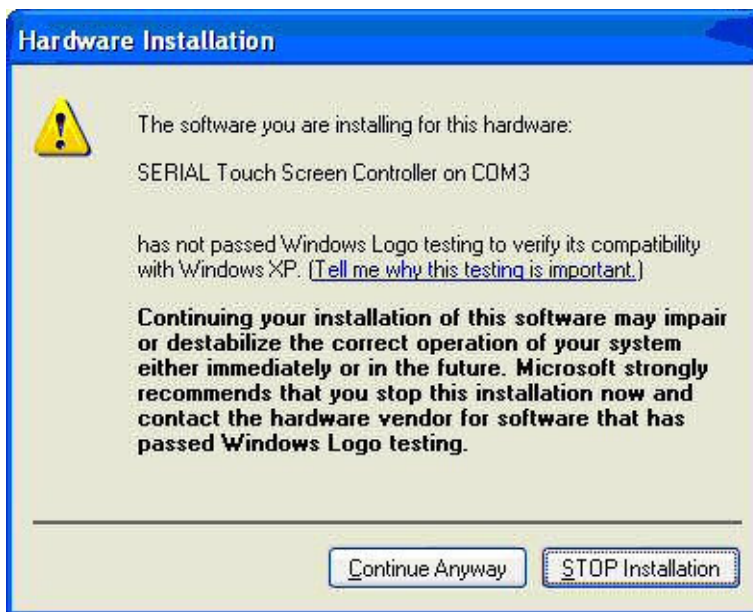 Hardware Installation
The software you are installing for this hardware:
SERIAL Touch Screen Controller on COM3
has not passed Windows Logo testing to verify its compatibility
with Windows XP. (Tell me why this testing is important.)
Continuing your installation of this software may impair
or destabilize the correct operation of your system
either immediately or in the future. Microsoft strongly
recommends that you stop this installation now and
contact the hardware vendor for software that has
passed Windows Logo testing.
Continue Anyway
STOP Installation